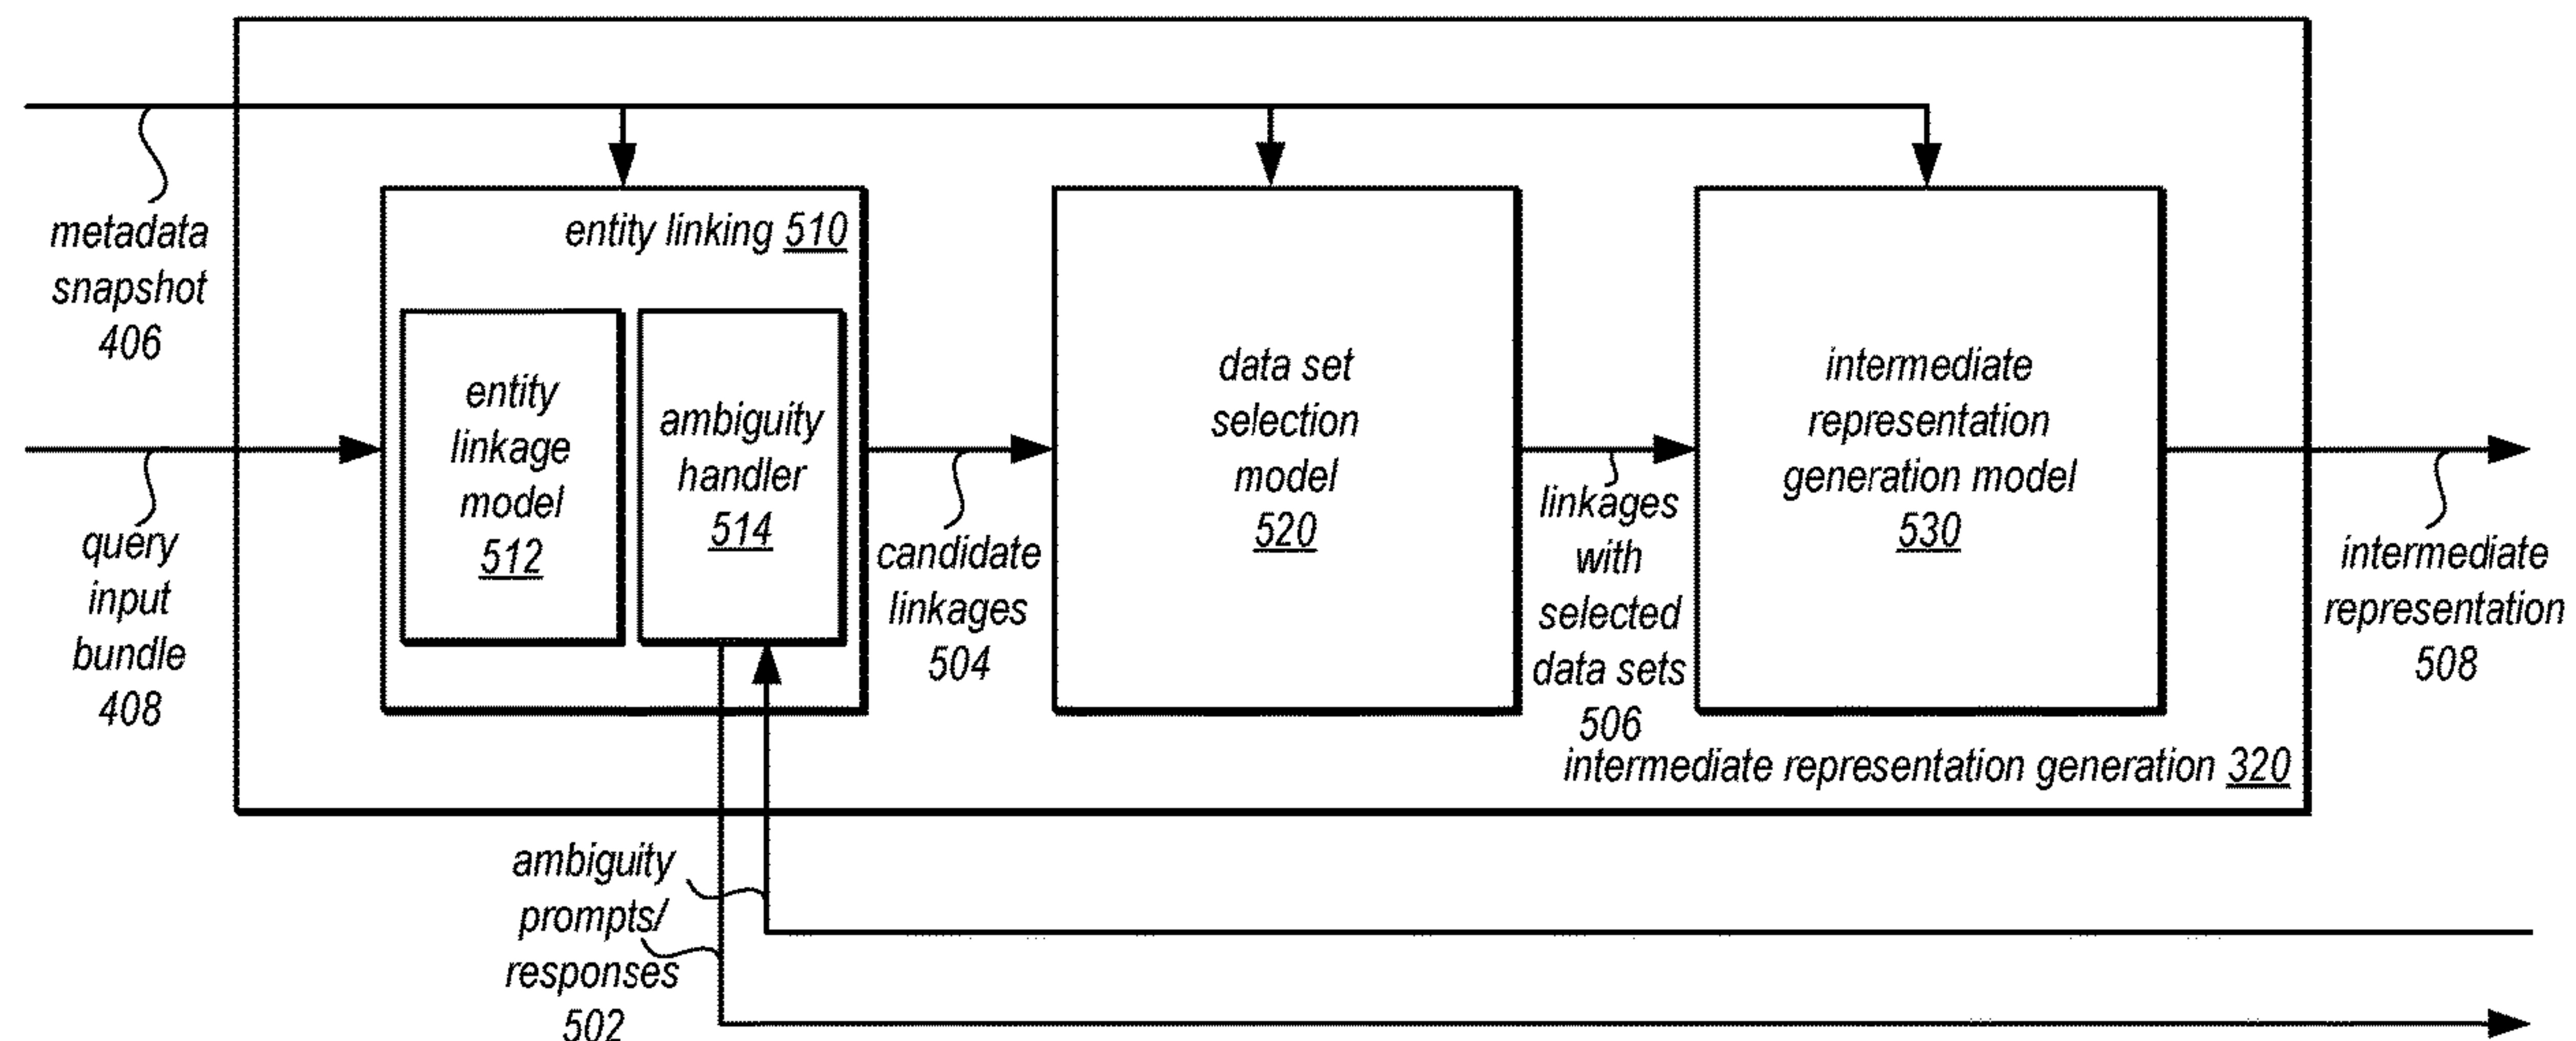 metadata
snapshot
406
query
input
bundle
408
entity linking 510
entity
linkage
model
512
ambiguity
handler
514
candidate
linkages
504
data set
selection
model
520
linkages
with
selected
data sets
506
intermediate
representation
generation model
530
intermediate representation generation 320
intermediate
representation
508
ambiguity
prompts/
responses
502